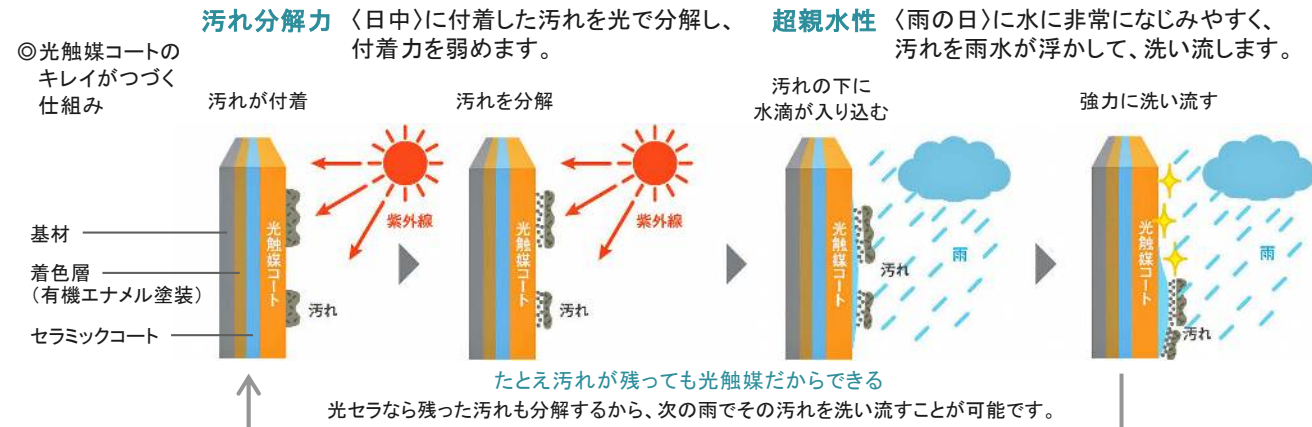 汚れ分解力 〈日中〉に付着した汚れを光で分解し、
付着力を弱めます。
超親水性 〈雨の日〉に水に非常になじみやすく、
汚れを雨水が浮かして、洗い流します。
◎光触媒コートの
キレイがつづく
仕組み
汚れが付着
汚れを分解
汚れの下に
水滴が入り込む
強力に洗い流す
基材
着色層
（有機エナメル塗装）
セラミックコート
光触媒コート
紫外線
汚れ
光触媒コート
紫外線
汚れ
光触媒コート
雨
汚れ
光触媒コート
雨
汚れ
たとえ汚れが残っても光触媒だからできる
光セラなら残った汚れも分解するから、次の雨でその汚れを洗い流すことが可能です。